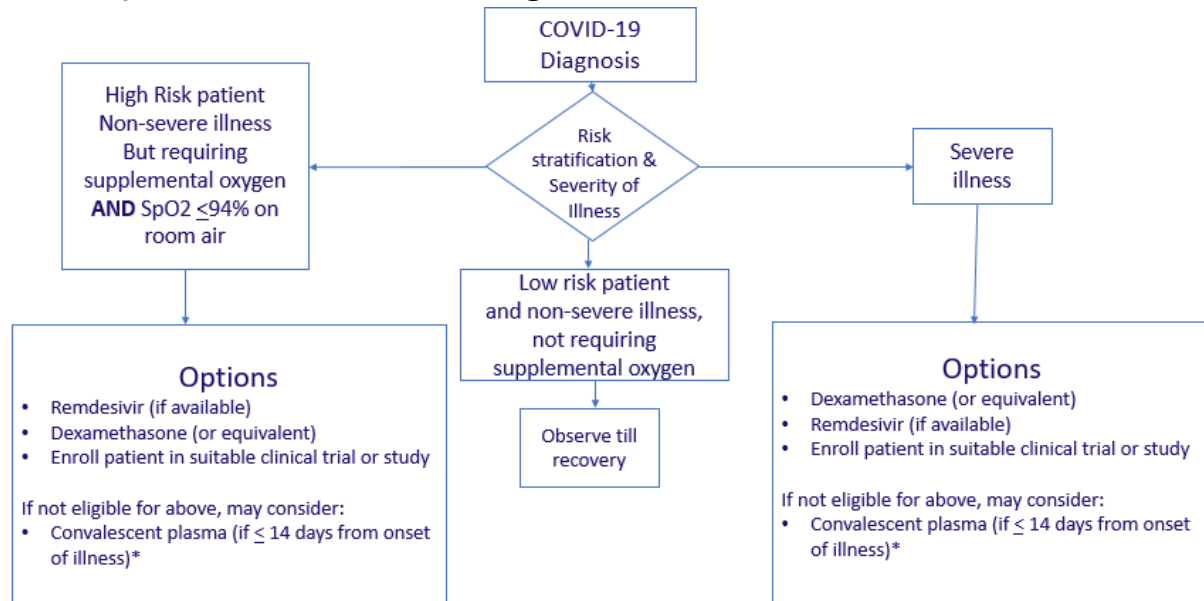 COVID-19
Diagnosis
High Risk patient
Non-severe illness
But requiring
supplemental oxygen
AND SpO2 <94% on
room air
Risk
stratification &
Severity of
Illness
Severe
illness
Low risk patient
and non-severe illness,
not requiring
supplemental oxygen
Observe till
recovery
Options
• Remdesivir (if available)
• Dexamethasone (or equivalent)
• Enroll patient in suitable clinical trial or study
If not eligible for above, may consider:
• Convalescent plasma (if < 14 days from onset
of illness)*
Options
• Dexamethasone (or equivalent)
• Remdesivir (if available)
• Enroll patient in suitable clinical trial or study
If not eligible for above, may consider:
• Convalescent plasma (if < 14 days from onset
of illness)*